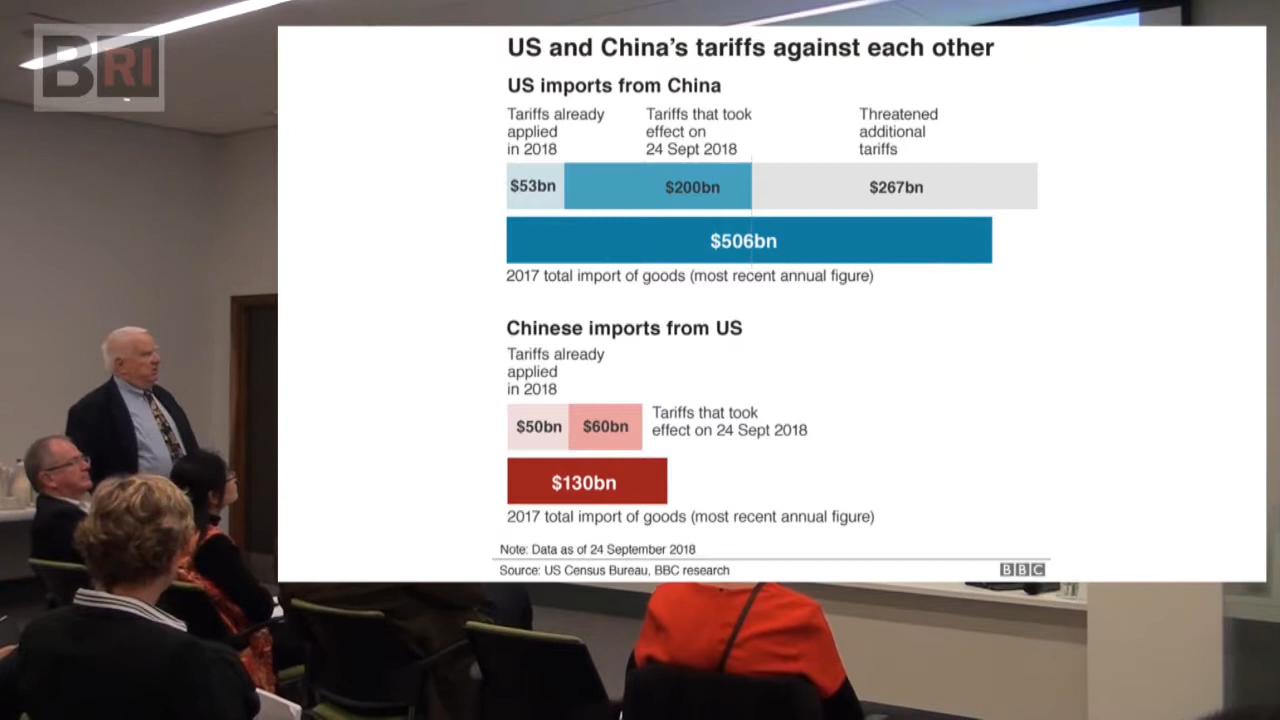 BRI
US and China's tariffs against each other
US imports from China
Tariffs already
applied
in 2018
Tariffs that took
effect on
24 Sept 2018
Threatened
additional
tariffs
$53bn
$200bn
$267bn
$506bn
2017 total import of goods (most recent annual figure)
Chinese imports from US
Tariffs already
applied
in 2018
$50bn
$60bn
Tariffs that took
effect on 24 Sept 2018
$130bn
2017 total import of goods (most recent annual figure)
Note: Data as of 24 September 2018
Source: US Census Bureau, BBC research
BBC